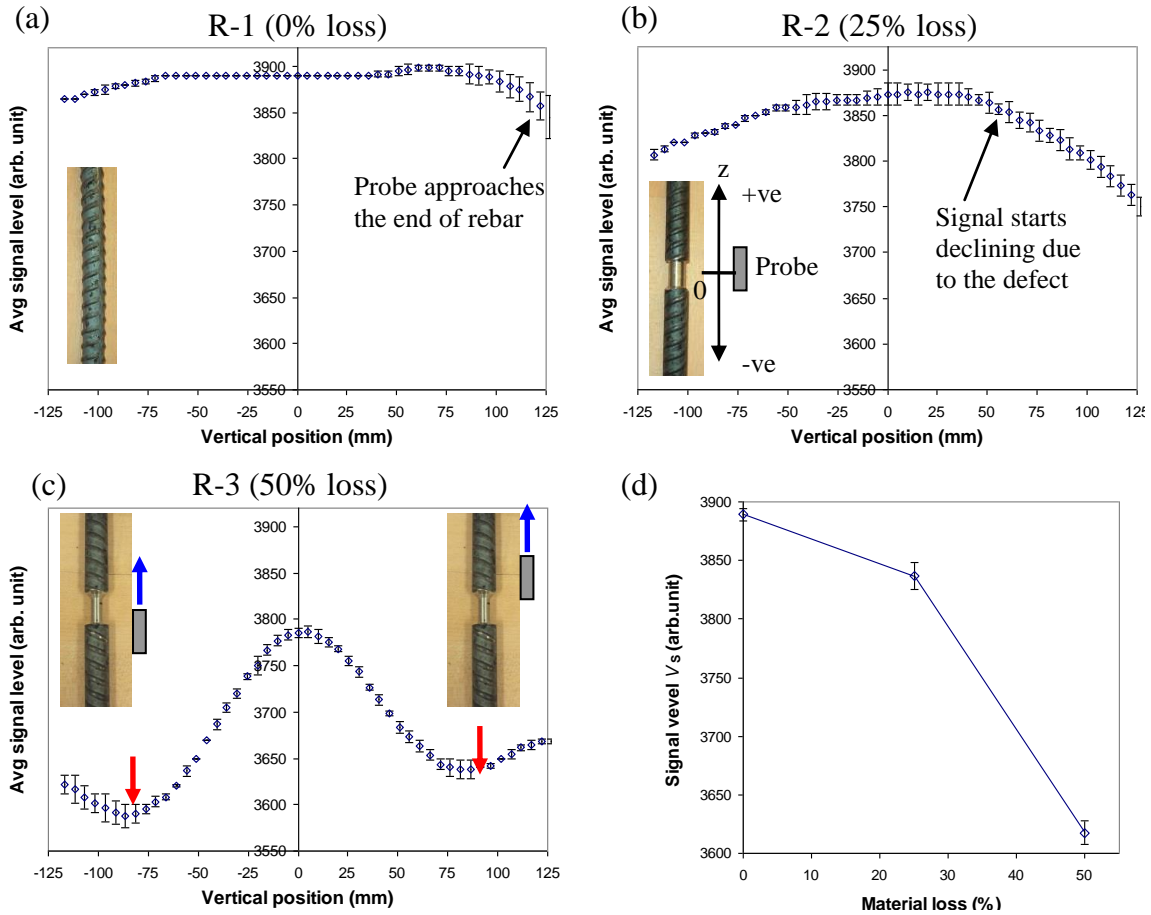 (a)
R-1 (0% loss)
Avg signal level (arb. unit)
3900
3850
3800
3750
3700
3650
3600
3550
Probe approaches
the end of rebar
-125 -100 -75 -50 -25 0 25 50 75 100 125
Vertical position (mm)
(b)
R-2 (25% loss)
Avg signal level (arb. unit)
3900
3850
3800
3750
3700
3650
3600
3550
z
+ve
Probe
0
-ve
Signal starts
declining due
to the defect
-125 -100 -75 -50 -25 0 25 50 75 100 125
Vertical position (mm)
(c)
R-3 (50% loss)
Avg signal level (arb. unit)
3900
3850
3800
3750
3700
3650
3600
3550
-125 -100 -75 -50 -25 0 25 50 75 100 125
Vertical position (mm)
(d)
Signal vevel Vs (arb.unit)
3900
3850
3800
3750
3700
3650
3600
0 10 20 30 40 50
Material loss (%)